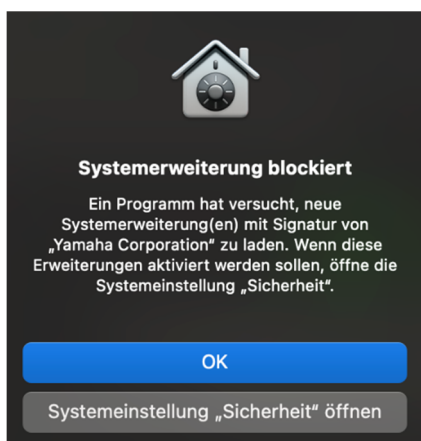 Systemerweiterung blockiert
Ein Programm hat versucht, neue
Systemerweiterung(en) mit Signatur von
„Yamaha Corporation“ zu laden. Wenn diese
Erweiterungen aktiviert werden sollen, öffne die
Systemeinstellung „Sicherheit“.
OK
Systemeinstellung „Sicherheit“ öffnen